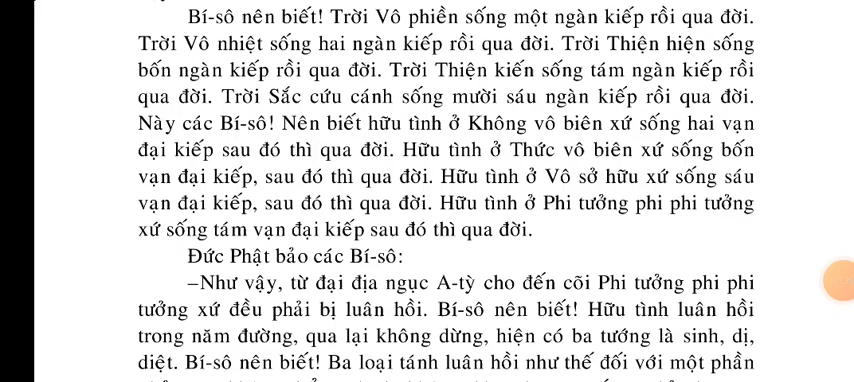 Bí-sô nên biết! Trời Vô phiền sống một ngàn kiếp rồi qua đời.
Trời Vô nhiệt sống hai ngàn kiếp rồi qua đời. Trời Thiện hiện sống
bốn ngàn kiếp rồi qua đời. Trời Thiện kiến sống tám ngàn kiếp rồi
qua đời. Trời Sắc cứu cánh sống mười sáu ngàn kiếp rồi qua đời.
Này các Bí-sô! Nên biết hữu tình ở Không vô biên xứ sống hai vạn
đại kiếp sau đó thì qua đời. Hữu tình ở Thức vô biên xứ sống bốn
vạn đại kiếp, sau đó thì qua đời. Hữu tình ở Vô sở hữu xứ sống sáu
vạn đại kiếp, sau đó thì qua đời. Hữu tình ở Phi tưởng phi phi tưởng
xứ sống tám vạn đại kiếp sau đó thì qua đời.
Đức Phật bảo các Bí-sô:
–Như vậy, từ đại địa ngục A-tỳ cho đến cõi Phi tưởng phi phi
tưởng xứ đều phải bị luân hồi. Bí-sô nên biết! Hữu tình luân hồi
trong năm đường, qua lại không dừng, hiện có ba tướng là sinh, dị,
diệt. Bí-sô nên biết! Ba loại tánh luân hồi như thế đối với một phần